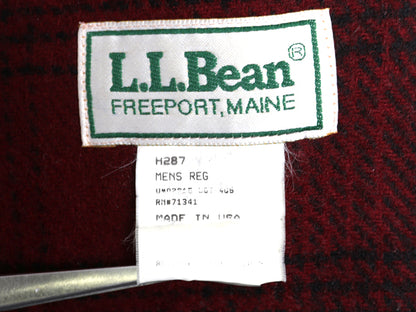 L.L.Bean®
FREEPORT, MAINE
H287
MENS REG
RN#71341
MADE IN USA